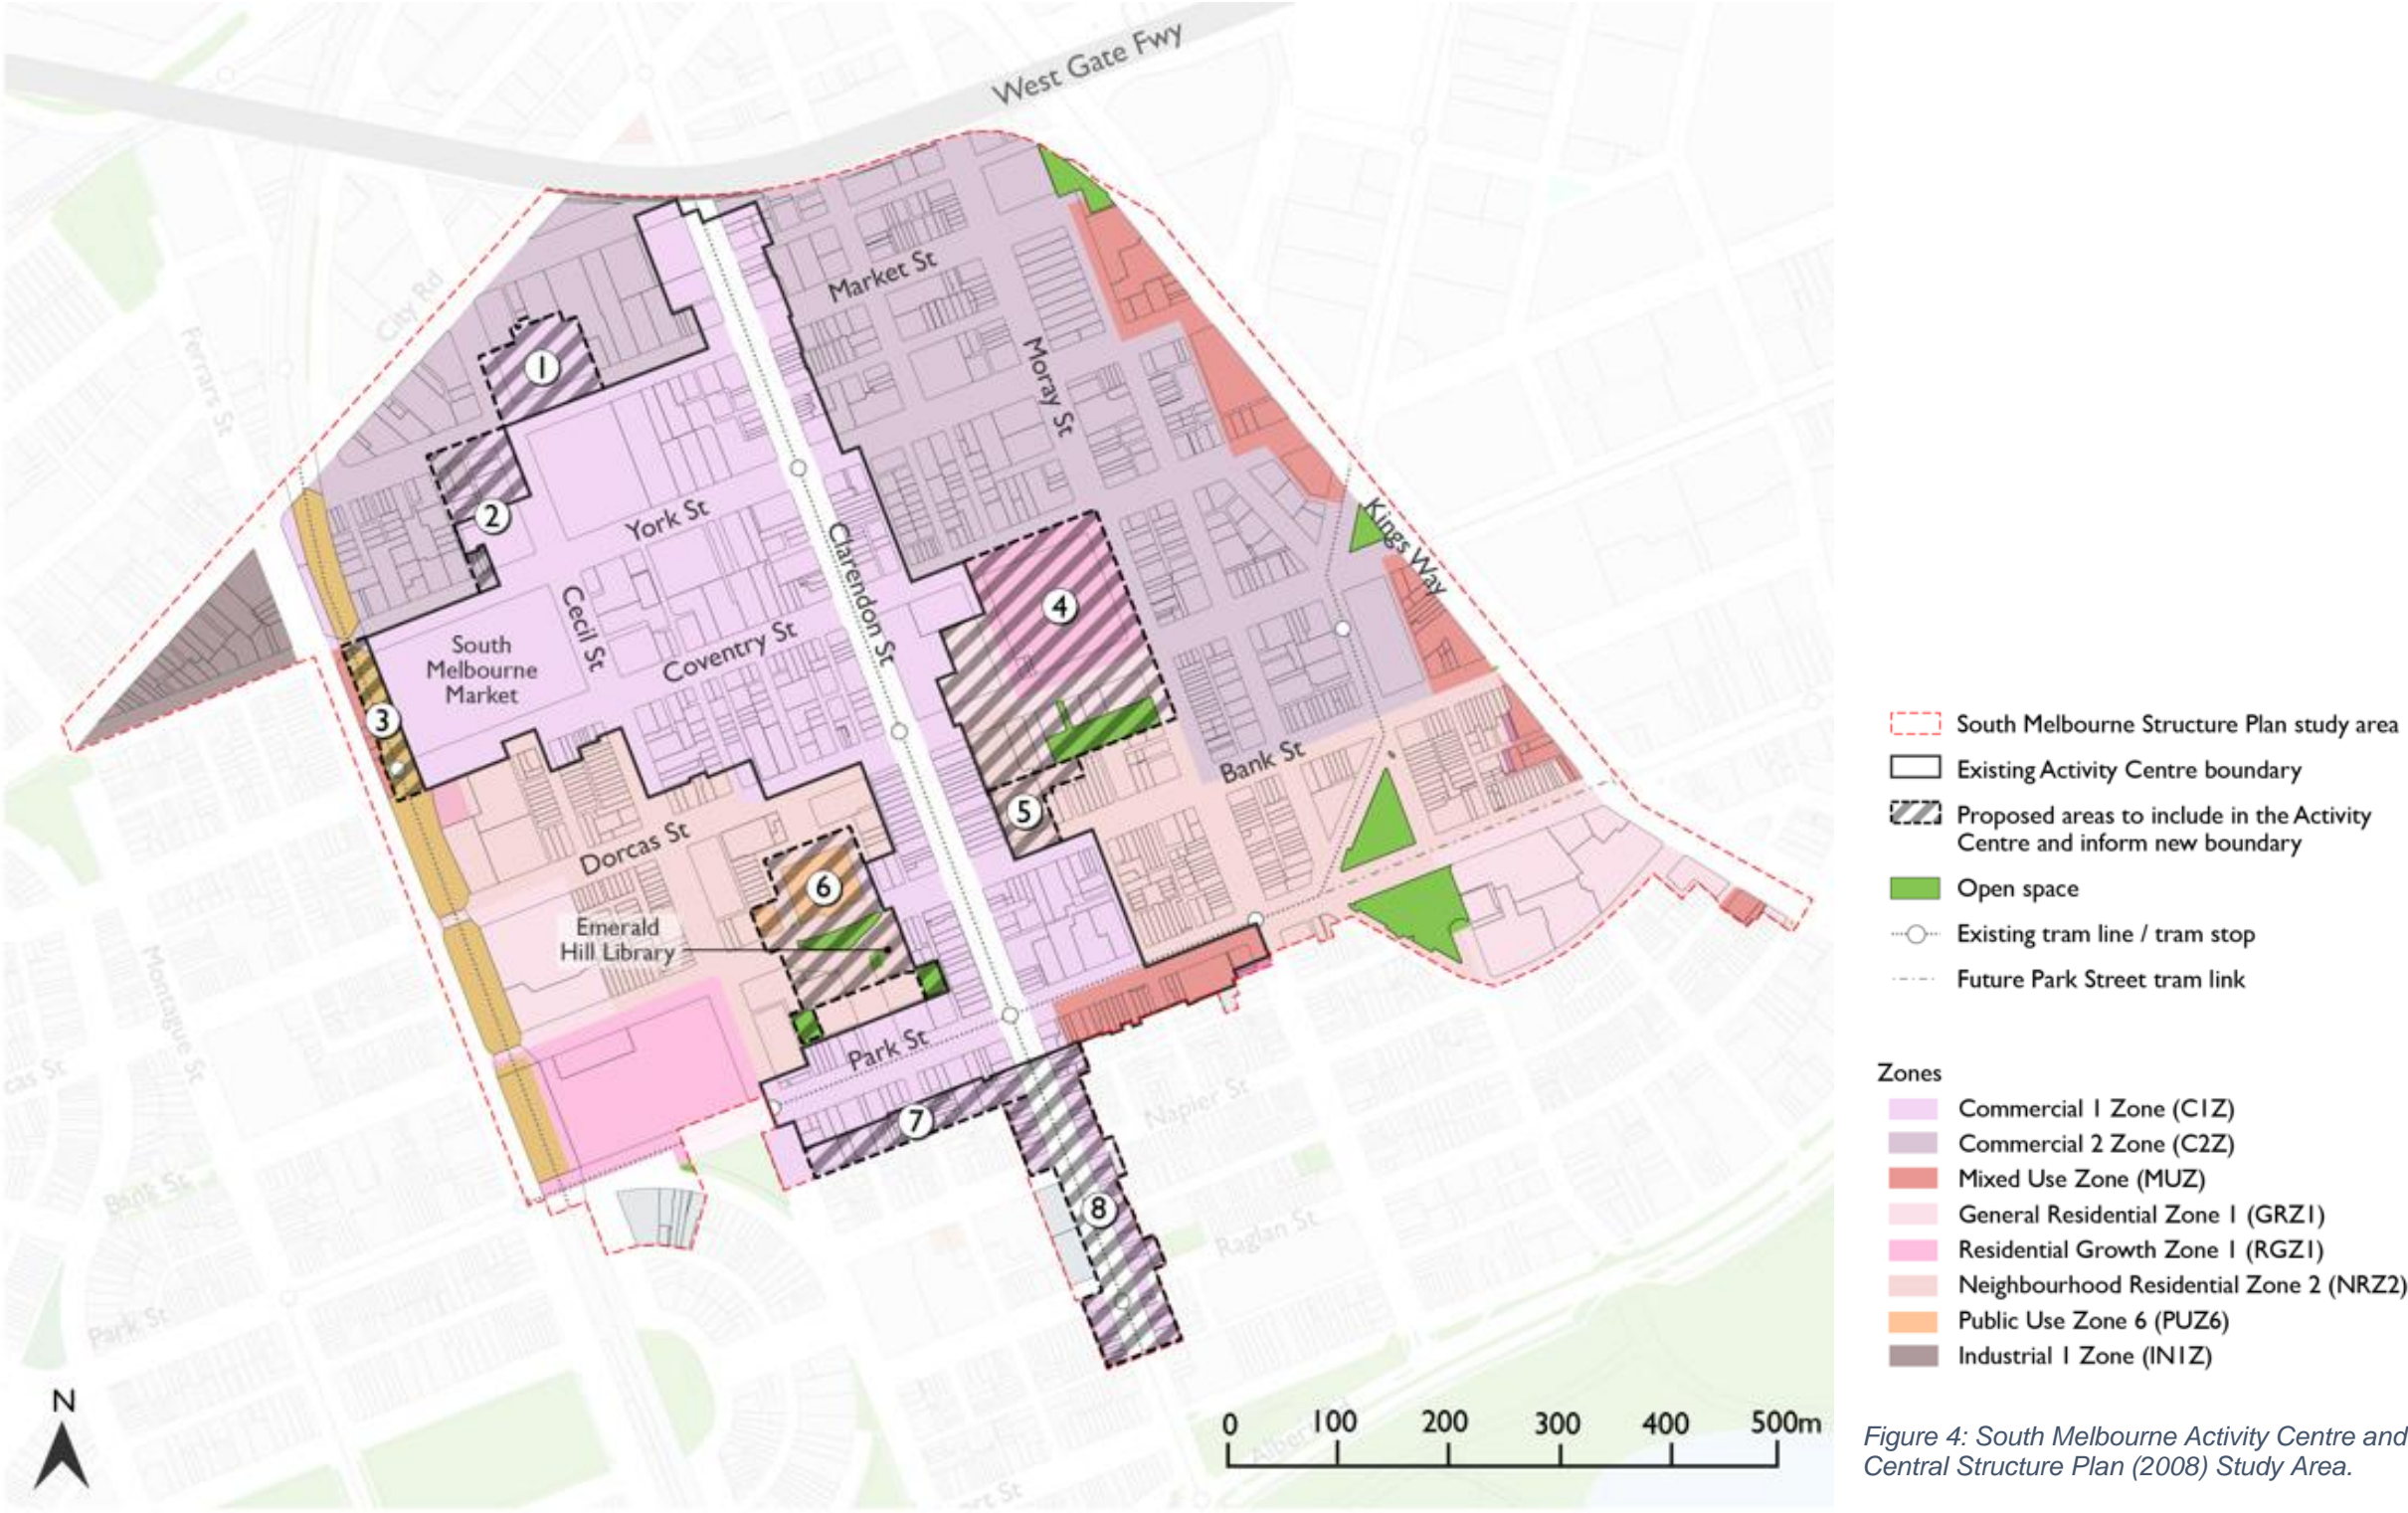 West Gate Fwy
City Rd
Ferrars St
Market St
Moray St
1
2
York St
Clarendon St
Kings Way
4
Cecil St
South
Melbourne
Market
Coventry St
3
Bank St
5
Dorcas St
6
Emerald
Hill Library
Montague St
Park St
7
Napier St
8
Raglan St
cas St
Bank St
Park St
N
0 100 200 300 400 500m
Albert
rt St
South Melbourne Structure Plan study area
Existing Activity Centre boundary
Proposed areas to include in the Activity
Centre and inform new boundary
Open space
Existing tram line / tram stop
Future Park Street tram link
Zones
Commercial 1 Zone (C1Z)
Commercial 2 Zone (C2Z)
Mixed Use Zone (MUZ)
General Residential Zone 1 (GRZ1)
Residential Growth Zone 1 (RGZ1)
Neighbourhood Residential Zone 2 (NRZ2)
Public Use Zone 6 (PUZ6)
Industrial 1 Zone (IN1Z)
Figure 4: South Melbourne Activity Centre and
Central Structure Plan (2008) Study Area.